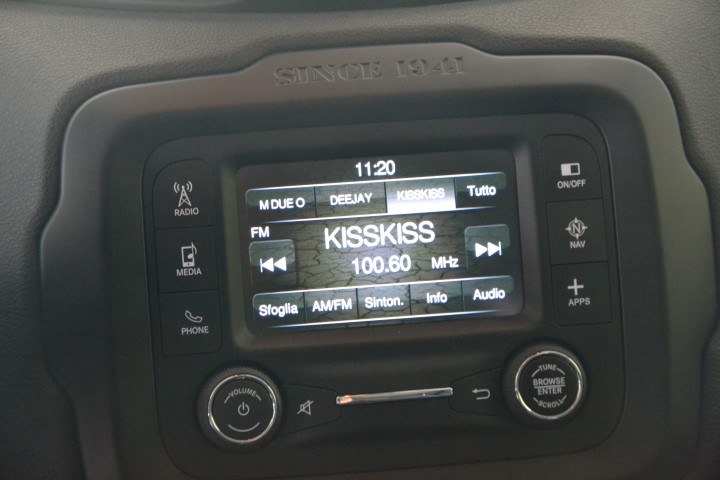 SINCE 1941
11:20
M DUE O DEEJAY KISSKISS Tutto
FM
KISSKISS
100.60 MHz
Sfoglia AM/FM Sinton. Info Audio
RADIO
MEDIA
PHONE
ON/OFF
N
NAV
APPS
VOLUME
TUNE
BROWSE
ENTER
SCROLL